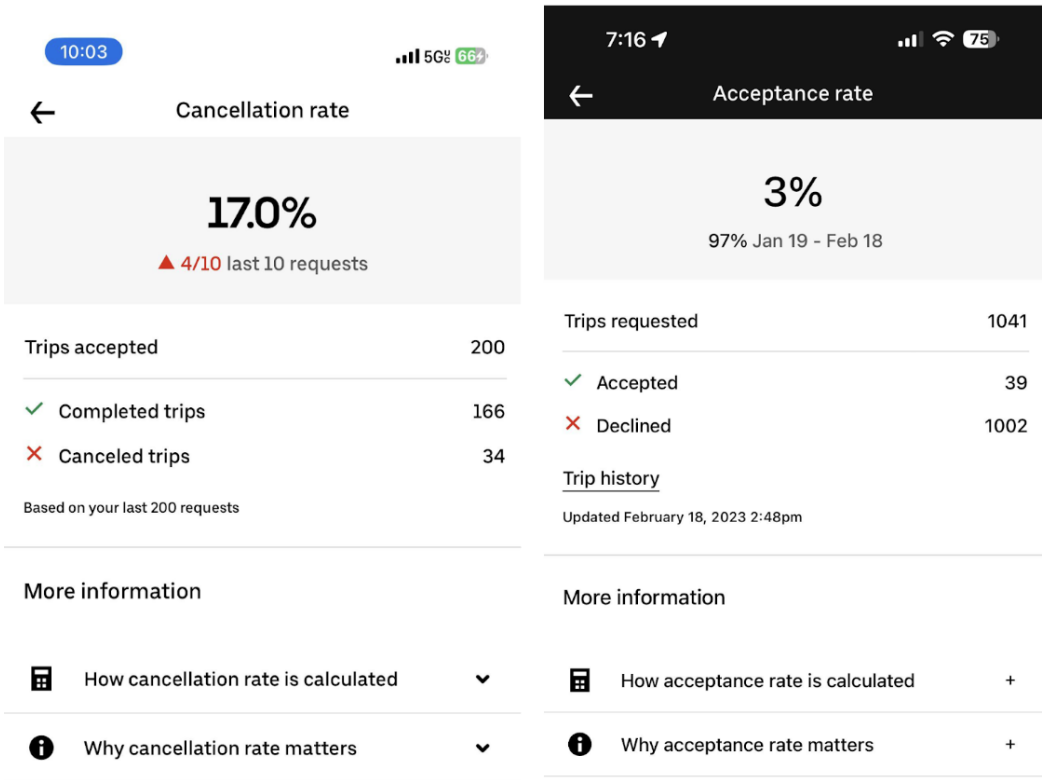 10:03
5G 66
Cancellation rate
17.0%
4/10 last 10 requests
Trips accepted 200
Completed trips 166
Canceled trips 34
Based on your last 200 requests
More information
How cancellation rate is calculated
Why cancellation rate matters
7:16
75
Acceptance rate
3%
97% Jan 19 - Feb 18
Trips requested 1041
Accepted 39
Declined 1002
Trip history
Updated February 18, 2023 2:48pm
More information
How acceptance rate is calculated +
Why acceptance rate matters +